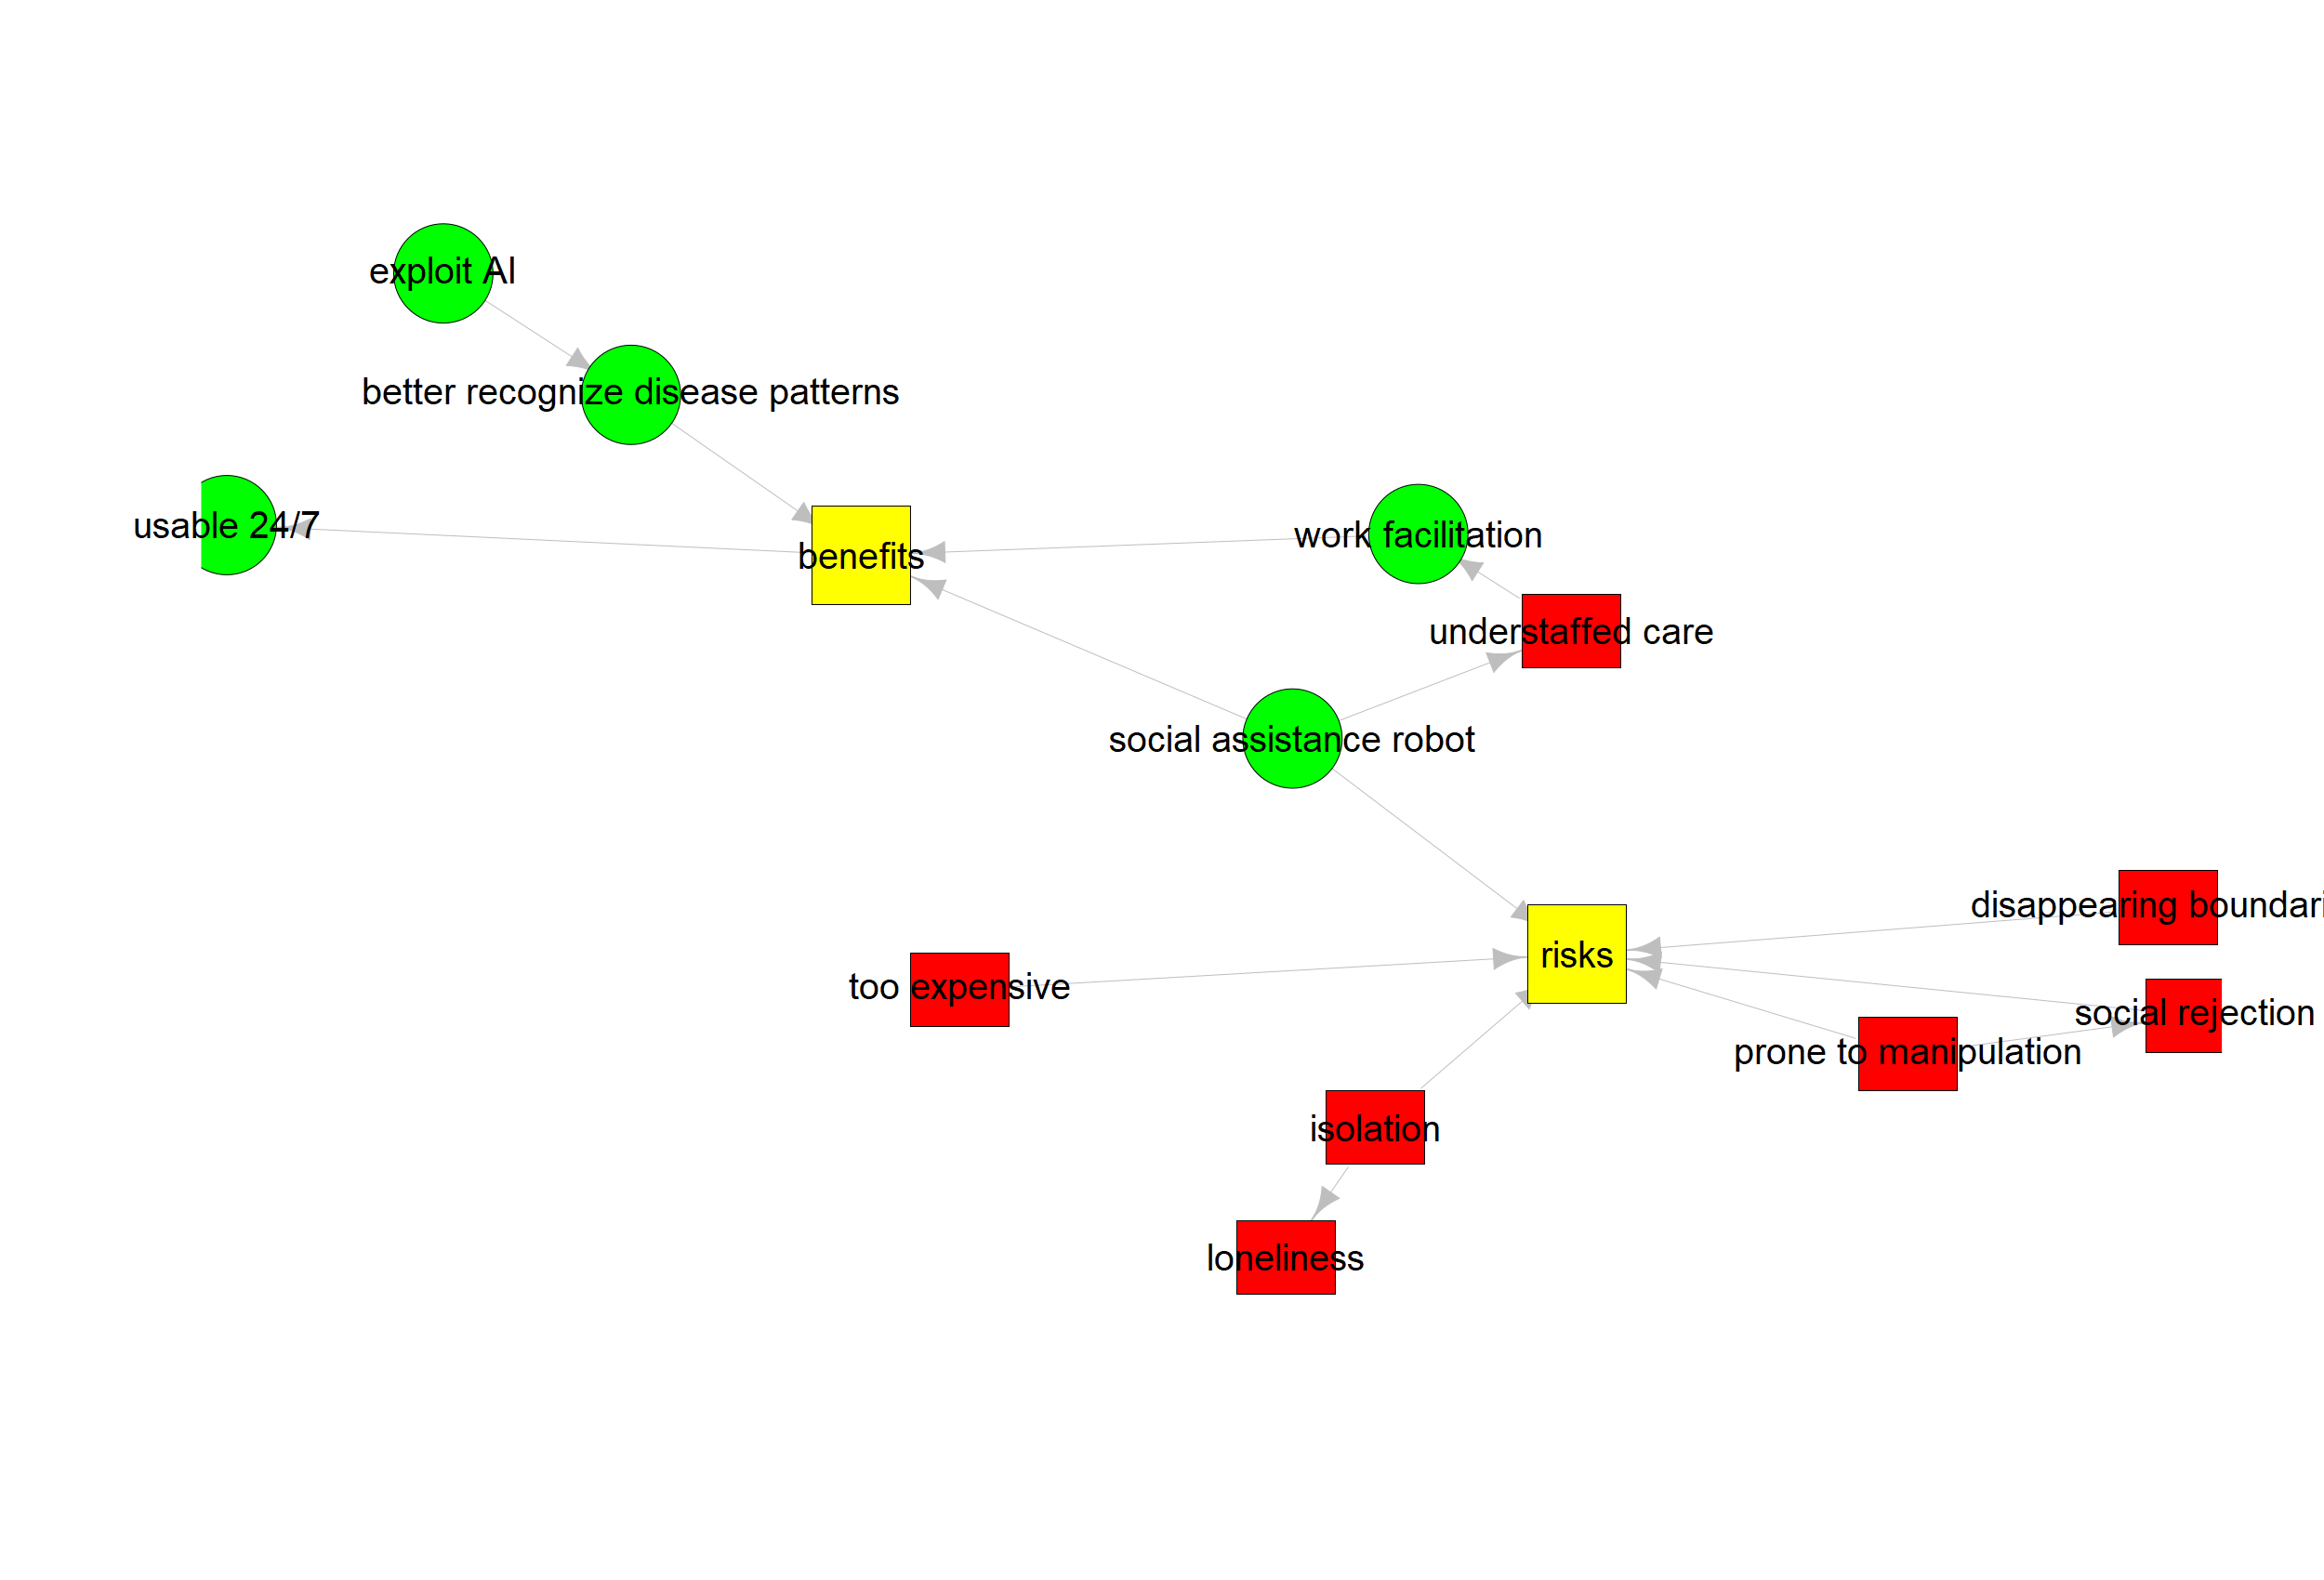 exploit AI
better recognize disease patterns
usable 24/7
benefits
work facilitation
understaffed care
social assistance robot
disappearing boundari
risks
too expensive
social rejection
prone to manipulation
isolation
loneliness